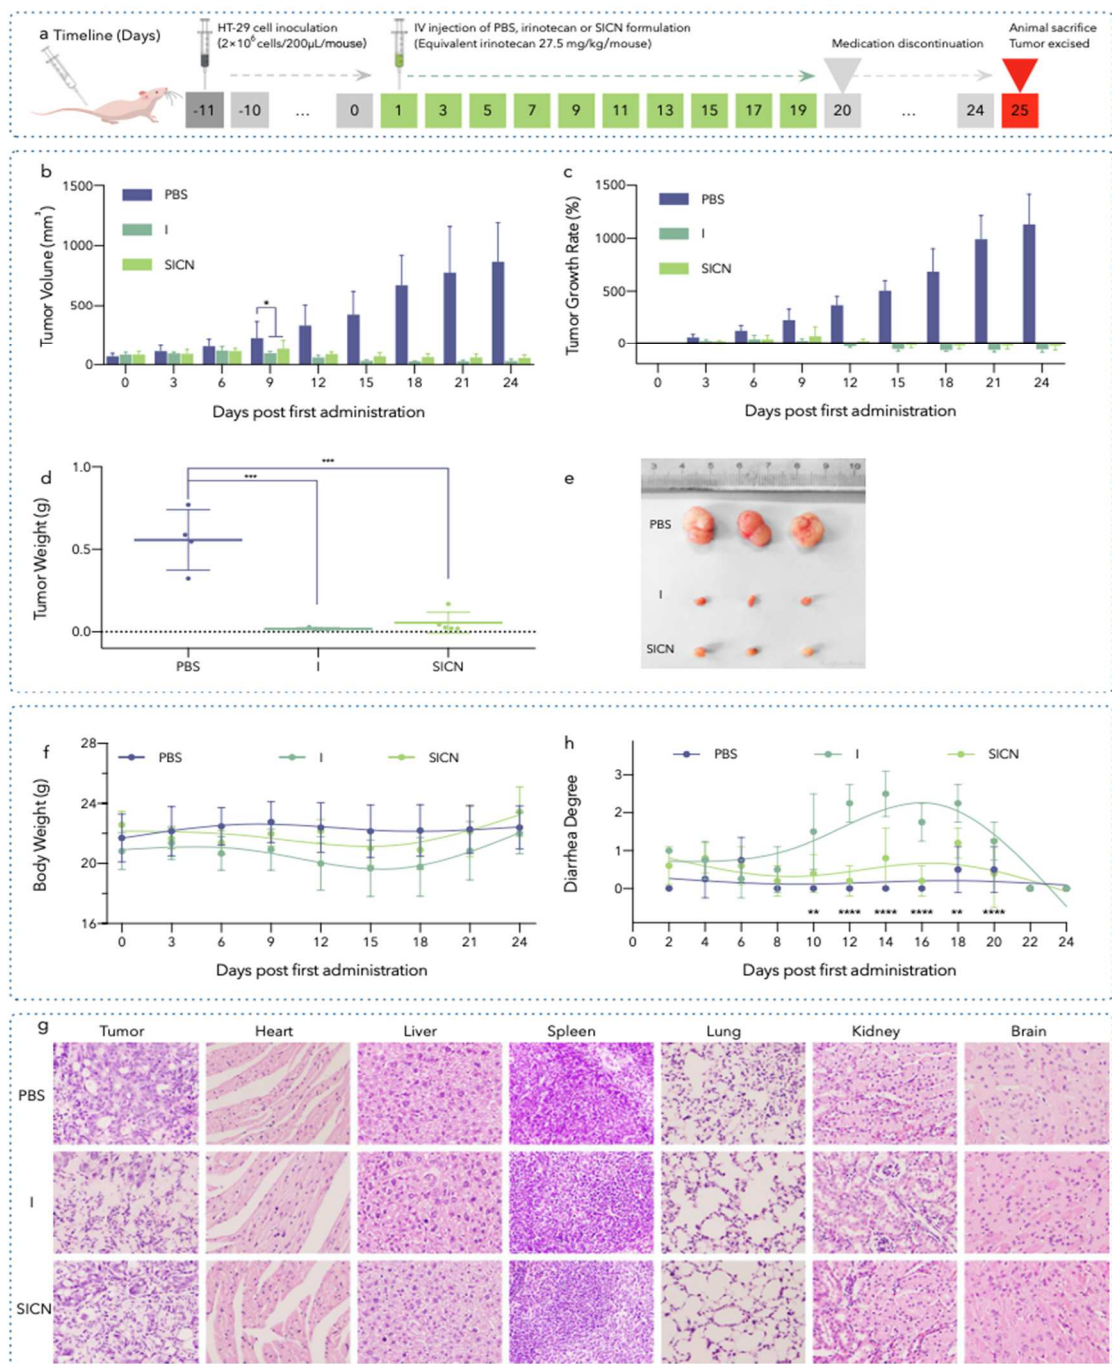 a Timeline (Days)
HT-29 cell inoculation
(2×10⁶ cells/200μL/mouse)
IV injection of PBS, irinotecan or SICN formulation
(Equivalent irinotecan 27.5 mg/kg/mouse)
Medication discontinuation
Animal sacrifice
Tumor excised
-11 -10 ... 0 1 3 5 7 9 11 13 15 17 19 20 ... 24 25
b
Tumor Volume (mm³)
1500
1000
500
0
PBS
I
SICN
*
0 3 6 9 12 15 18 21 24
Days post first administration
c
Tumor Growth Rate (%)
1500
1000
500
0
PBS
I
SICN
0 3 6 9 12 15 18 21 24
Days post first administration
d
Tumor Weight (g)
1.0
0.5
0.0
***
***
PBS I SICN
e
3 4 5 6 7 8 9 10
PBS
I
SICN
f
Body Weight (g)
28
24
20
16
PBS I SICN
0 3 6 9 12 15 18 21 24
Days post first administration
h
Diarrhea Degree
3
2
1
0
PBS I SICN
** **** **** **** ** ****
0 2 4 6 8 10 12 14 16 18 20 22 24
Days post first administration
g
Tumor Heart Liver Spleen Lung Kidney Brain
PBS
I
SICN